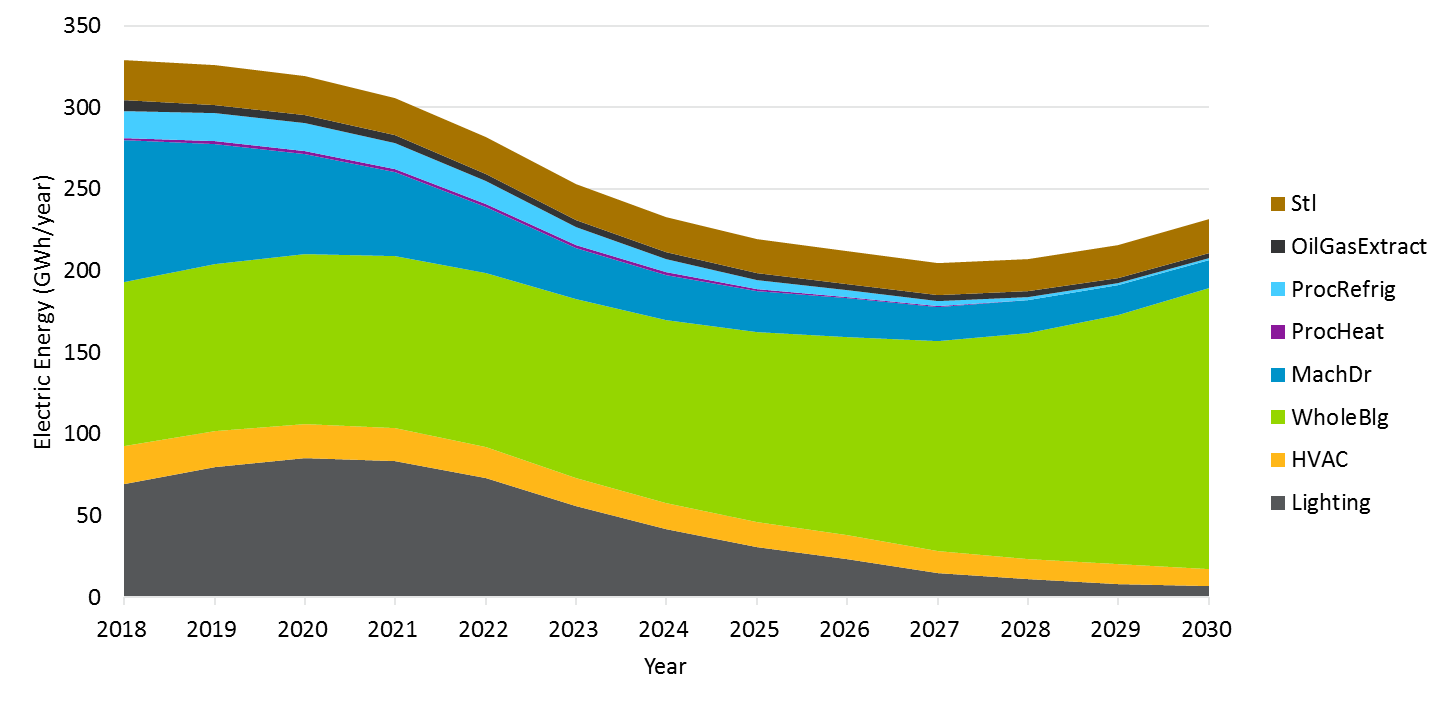 350
300
250
200
150
100
50
0
Electric Energy (GWh/year)
2018 2019 2020 2021 2022 2023 2024 2025 2026 2027 2028 2029 2030
Year
Stl
OilGasExtract
ProcRefrig
ProcHeat
MachDr
WholeBlg
HVAC
Lighting